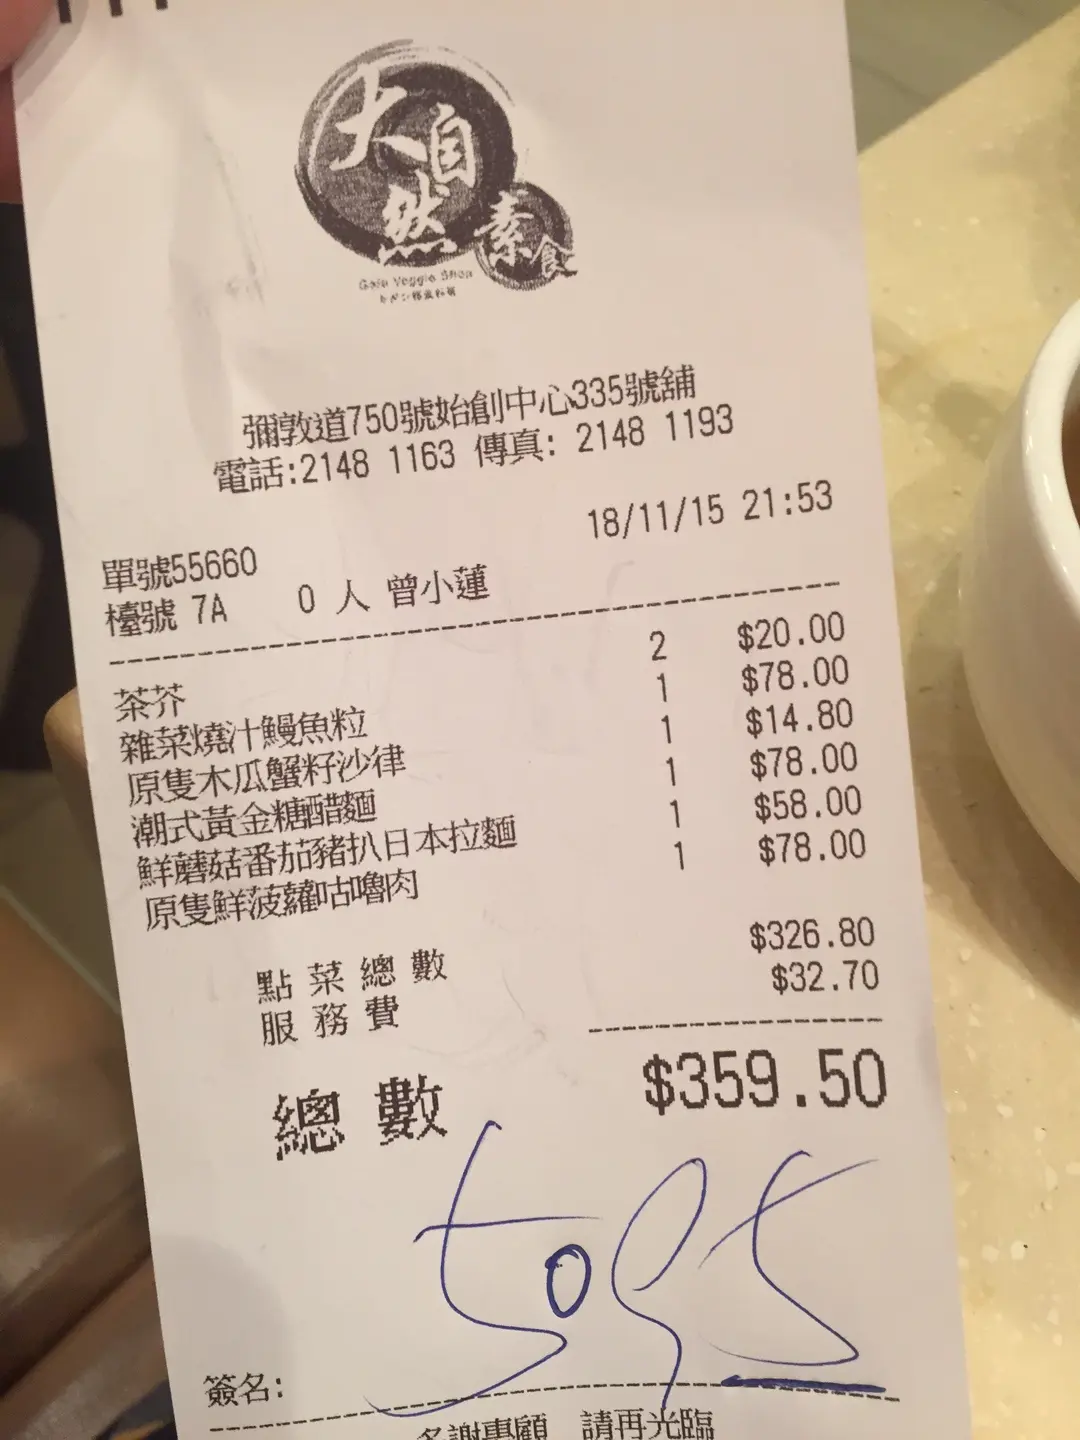 大自然素食
Gaia Veggie Shop
彌敦道750號始創中心335號舖
電話:2148 1163 傳真: 2148 1193
18/11/15 21:53
單號55660
檯號 7A 0 人 曾小蓮
茶芥 2 $20.00
雜菜燒汁鰻魚粒 1 $78.00
原隻木瓜蟹籽沙律 1 $14.80
潮式黃金糖醋麵 1 $78.00
鮮蘑菇番茄豬扒日本拉麵 1 $58.00
原隻鮮菠蘿咕嚕肉 1 $78.00
點菜總數 $326.80
服務費 $32.70
總數 $359.50
簽名:
多謝惠顧 請再光臨